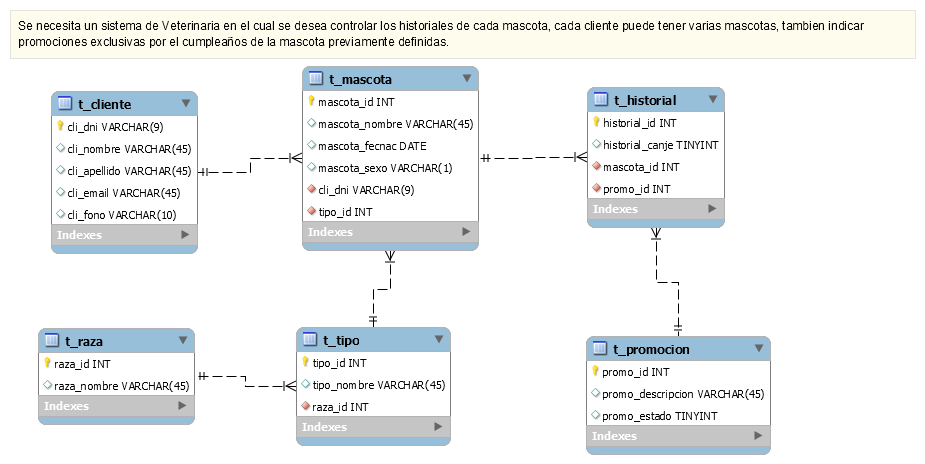 Se necesita un sistema de Veterinaria en el cual se desea controlar los historiales de cada mascota, cada cliente puede tener varias mascotas, tambien indicar
promociones exclusivas por el cumpleaños de la mascota previamente definidas.
t_cliente
cli_dni VARCHAR(9)
cli_nombre VARCHAR(45)
cli_apellido VARCHAR(45)
cli_email VARCHAR(45)
cli_fono VARCHAR(10)
Indexes
t_mascota
mascota_id INT
mascota_nombre VARCHAR(45)
mascota_fecnac DATE
mascota_sexo VARCHAR(1)
cli_dni VARCHAR(9)
tipo_id INT
Indexes
t_historial
historial_id INT
historial_canje TINYINT
mascota_id INT
promo_id INT
Indexes
t_raza
raza_id INT
raza_nombre VARCHAR(45)
Indexes
t_tipo
tipo_id INT
tipo_nombre VARCHAR(45)
raza_id INT
Indexes
t_promocion
promo_id INT
promo_descripcion VARCHAR(45)
promo_estado TINYINT
Indexes